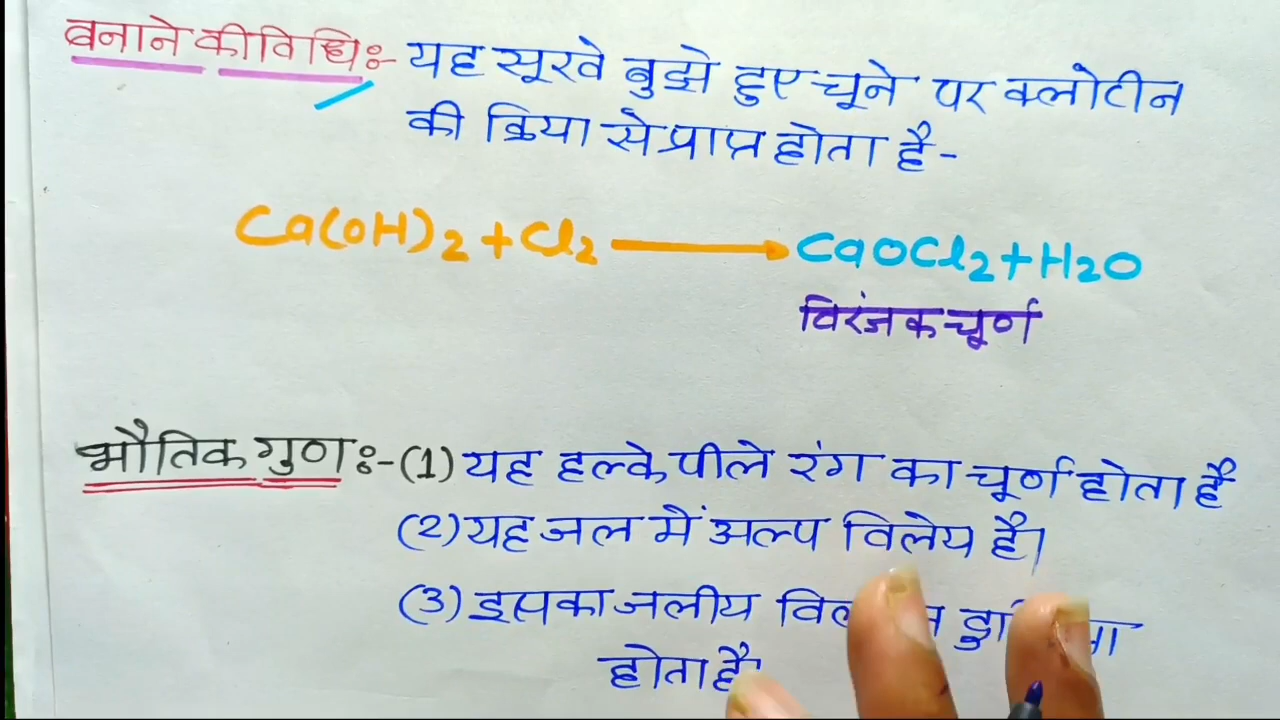 बनाने की विधि:- यह सूखे बुझे हुए चूने पर क्लोरीन
की क्रिया से प्राप्त होता है-
Ca(OH)2 + Cl2 → CaOCl2 + H2O
विरंजक चूर्ण
भौतिक गुण:- (1) यह हल्के पीले रंग का चूर्ण होता है
(2) यह जल में अल्प विलेय है।
(3) इसका जलीय
होता है